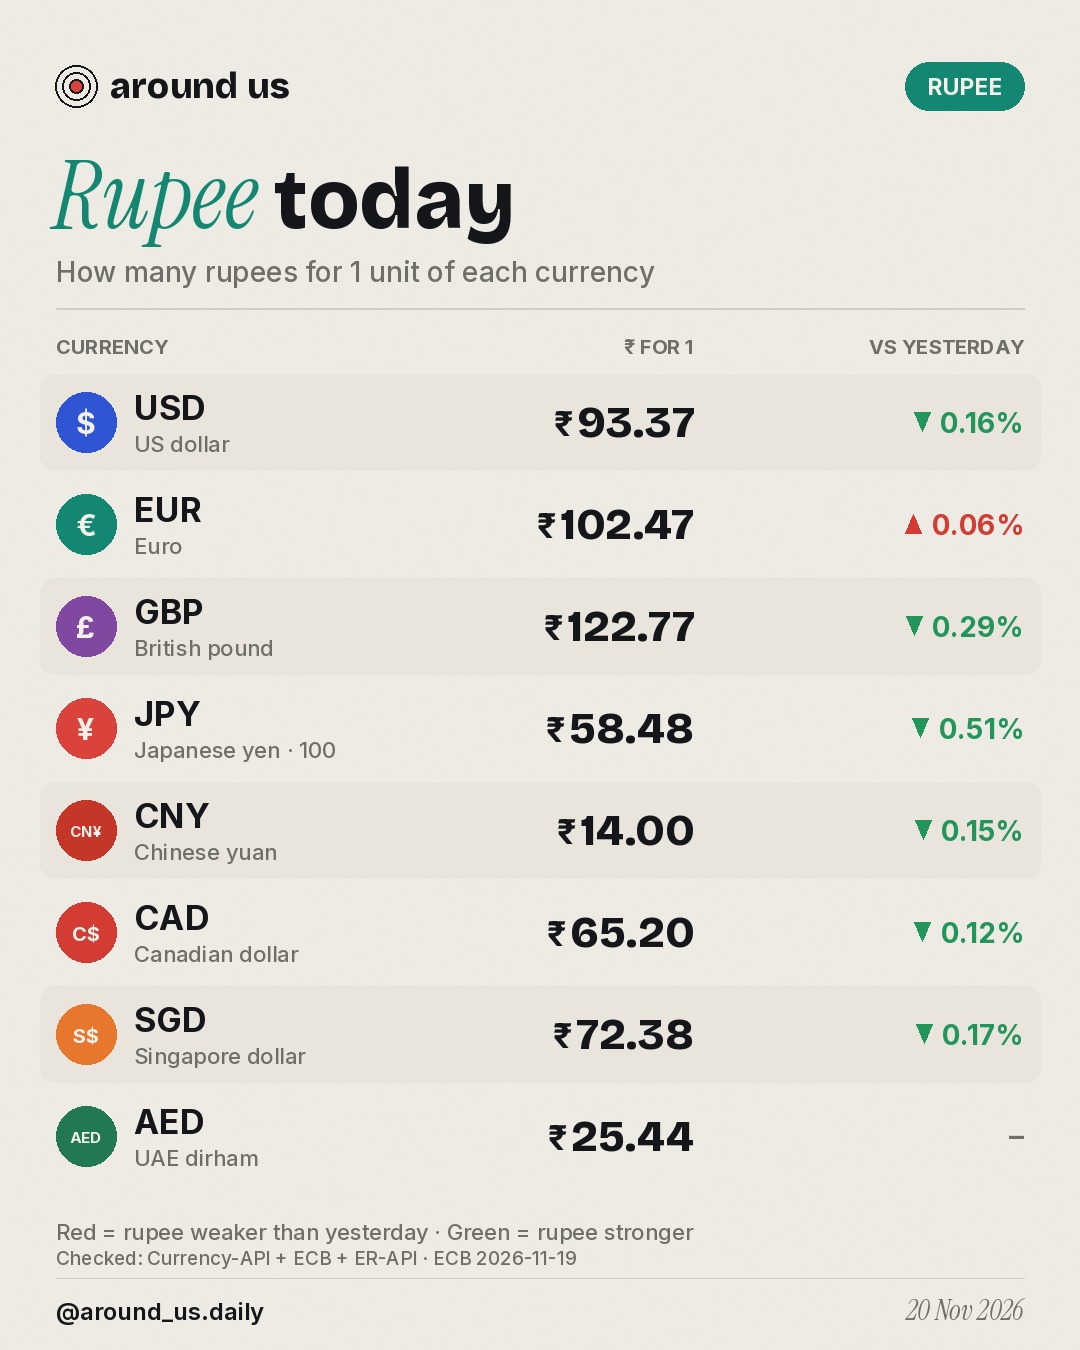 around us
RUPEE
Rupee today
How many rupees for 1 unit of each currency
CURRENCY ₹ FOR 1 VS YESTERDAY
$ USD ₹93.37 ▼ 0.16%
US dollar
€ EUR ₹102.47 ▲ 0.06%
Euro
£ GBP ₹122.77 ▼ 0.29%
British pound
¥ JPY ₹58.48 ▼ 0.51%
Japanese yen · 100
CN¥ CNY ₹14.00 ▼ 0.15%
Chinese yuan
C$ CAD ₹65.20 ▼ 0.12%
Canadian dollar
S$ SGD ₹72.38 ▼ 0.17%
Singapore dollar
AED AED ₹25.44 –
UAE dirham
Red = rupee weaker than yesterday · Green = rupee stronger
Checked: Currency-API + ECB + ER-API · ECB 2026-11-19
@around_us.daily 20 Nov 2026